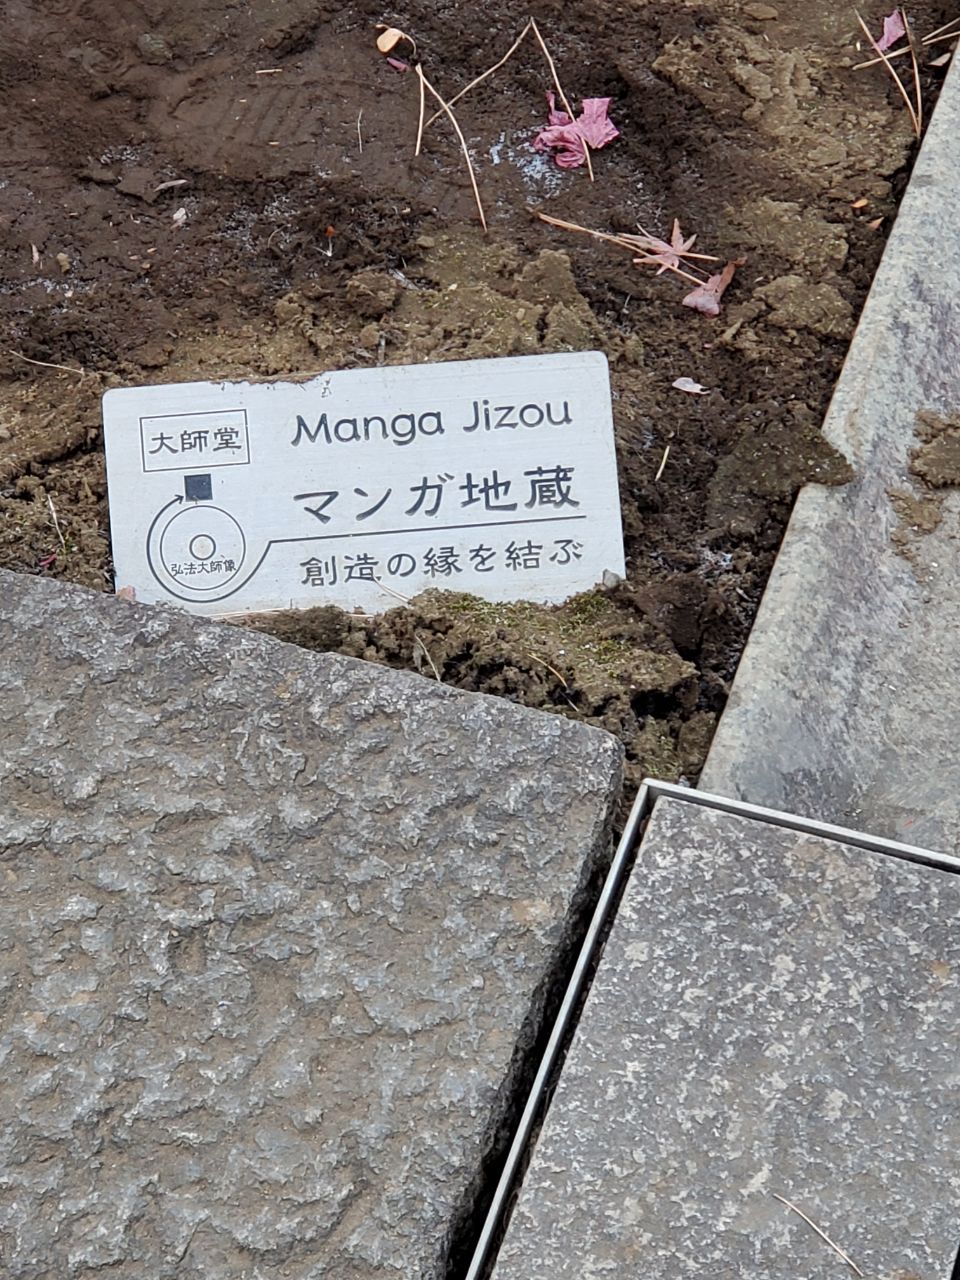 大師堂
弘法大師像
Manga Jizou
マンガ地蔵
創造の縁を結ぶ